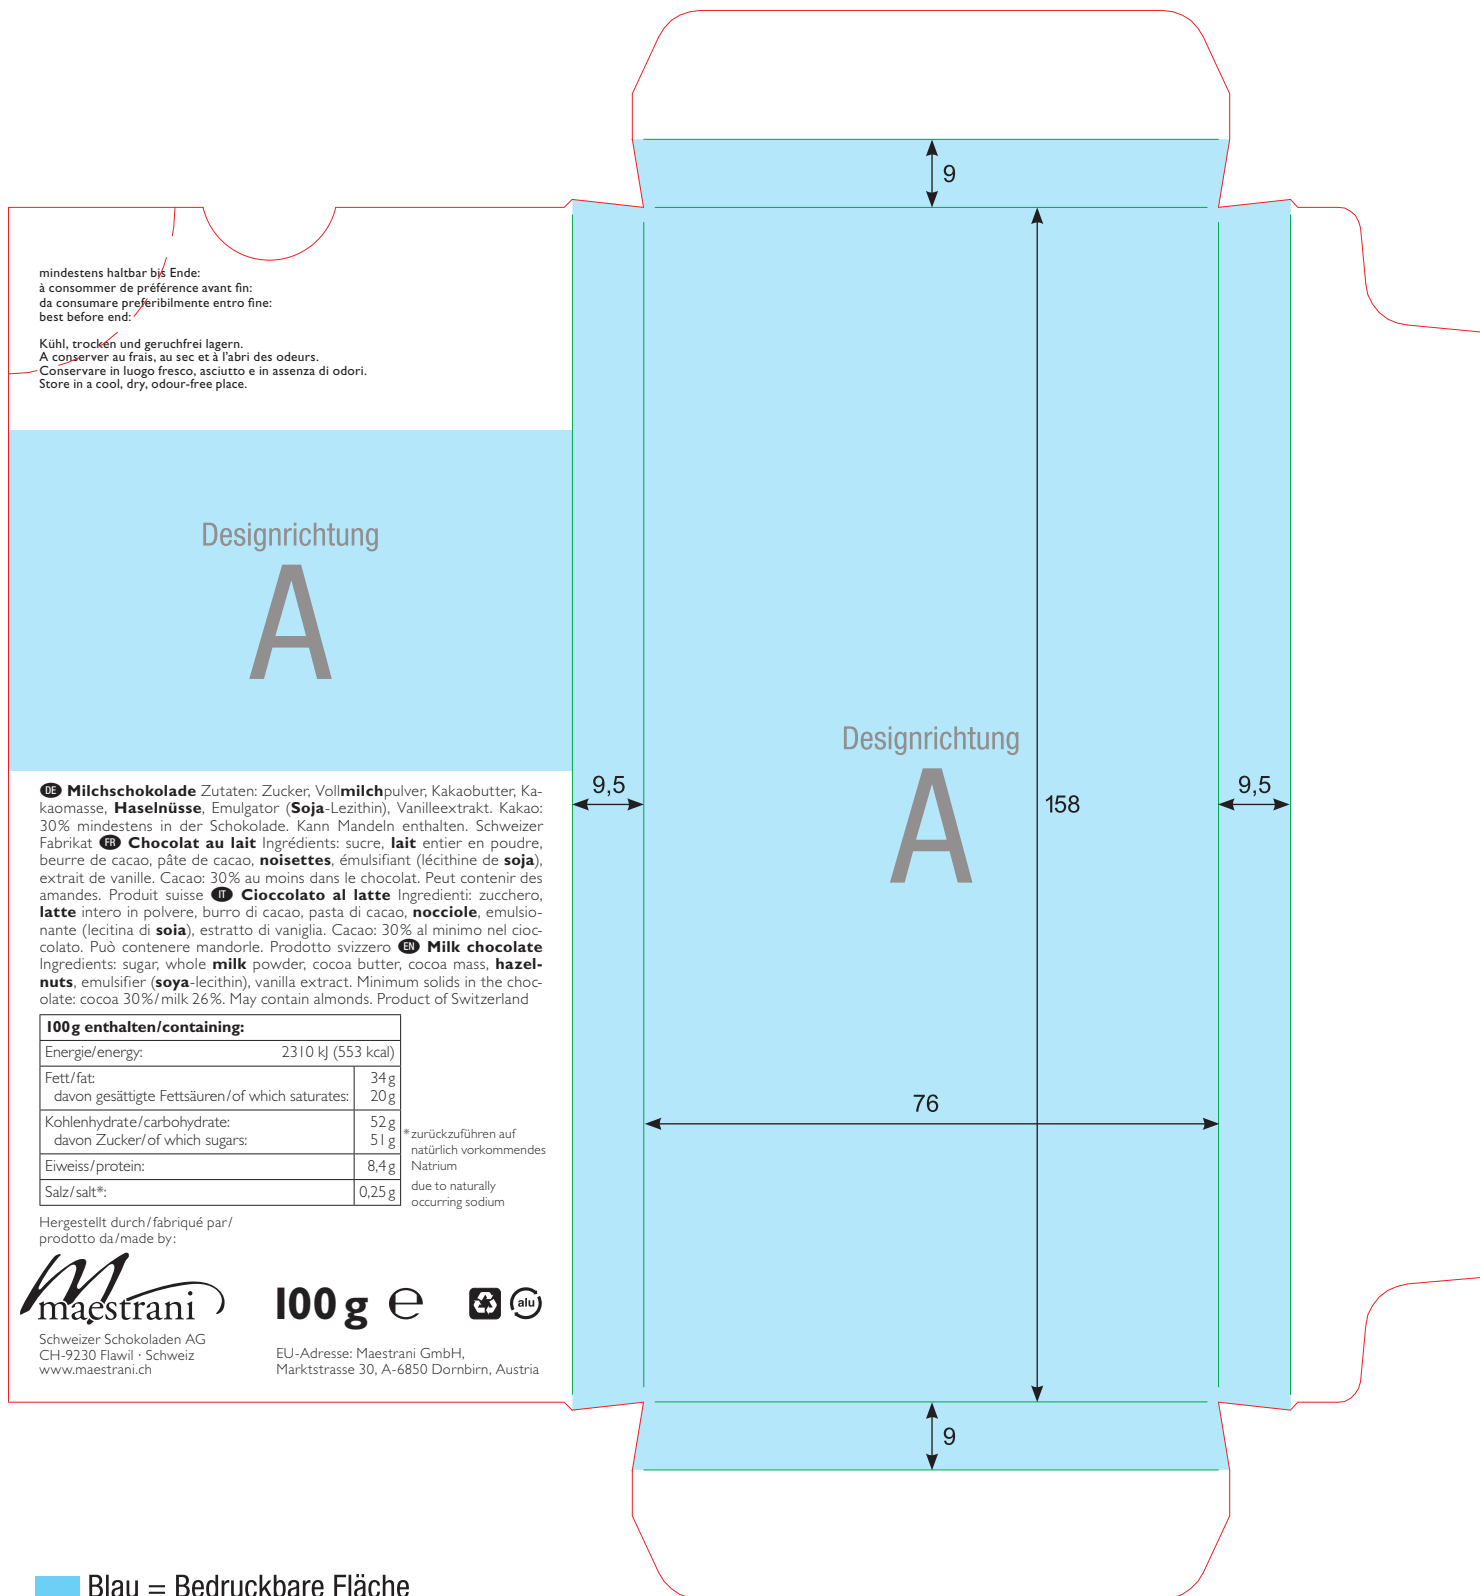 9
mindestens haltbar bis Ende:
à consommer de préférence avant fin:
da consumare preferibilmente entro fine:
best before end:
Kühl, trocken und geruchfrei lagern.
A conserver au frais, au sec et à l'abri des odeurs.
Conservare in luogo fresco, asciutto e in assenza di odori.
Store in a cool, dry, odour-free place.
Designrichtung
A
Designrichtung
A
9,5
158
9,5
76
DE Milchschokolade Zutaten: Zucker, Vollmilchpulver, Kakaobutter, Ka-
kaomasse, Haselnüsse, Emulgator (Soja-Lezithin), Vanilleextrakt. Kakao:
30% mindestens in der Schokolade. Kann Mandeln enthalten. Schweizer
Fabrikat FR Chocolat au lait Ingrédients: sucre, lait entier en poudre,
beurre de cacao, pâte de cacao, noisettes, émulsifiant (lécithine de soja),
extrait de vanille. Cacao: 30% au moins dans le chocolat. Peut contenir des
amandes. Produit suisse IT Cioccolato al latte Ingredienti: zucchero,
latte intero in polvere, burro di cacao, pasta di cacao, nocciole, emulsio-
nante (lecitina di soia), estratto di vaniglia. Cacao: 30% al minimo nel cioc-
colato. Può contenere mandorle. Prodotto svizzero EN Milk chocolate
Ingredients: sugar, whole milk powder, cocoa butter, cocoa mass, hazel-
nuts, emulsifier (soya-lecithin), vanilla extract. Minimum solids in the choc-
olate: cocoa 30%/milk 26%. May contain almonds. Product of Switzerland
100g enthalten/containing:
Energie/energy: 2310 kJ (553 kcal)
Fett/fat: 34g
davon gesättigte Fettsäuren/of which saturates: 20g
Kohlenhydrate/carbohydrate: 52g
davon Zucker/of which sugars: 51g
Eiweiss/protein: 8,4g
Salz/salt*: 0,25g
*zurückzuführen auf
natürlich vorkommendes
Natrium
due to naturally
occurring sodium
Hergestellt durch/fabriqué par/
prodotto da/made by:
maestrani
Schweizer Schokoladen AG
CH-9230 Flawil · Schweiz
www.maestrani.ch
100 g ℮
alu
EU-Adresse: Maestrani GmbH,
Marktstrasse 30, A-6850 Dornbirn, Austria
9
Blau = Bedruckbare Fläche